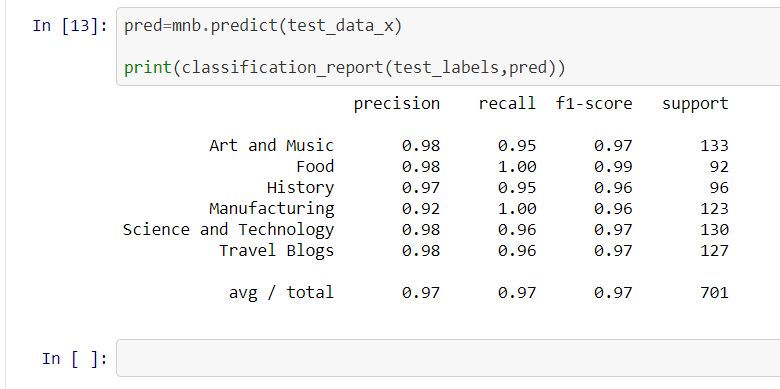 In [13]: pred=mnb.predict(test_data_x)
print(classification_report(test_labels,pred))
precision recall f1-score support
Art and Music 0.98 0.95 0.97 133
Food 0.98 1.00 0.99 92
History 0.97 0.95 0.96 96
Manufacturing 0.92 1.00 0.96 123
Science and Technology 0.98 0.96 0.97 130
Travel Blogs 0.98 0.96 0.97 127
avg / total 0.97 0.97 0.97 701
In [ ]: